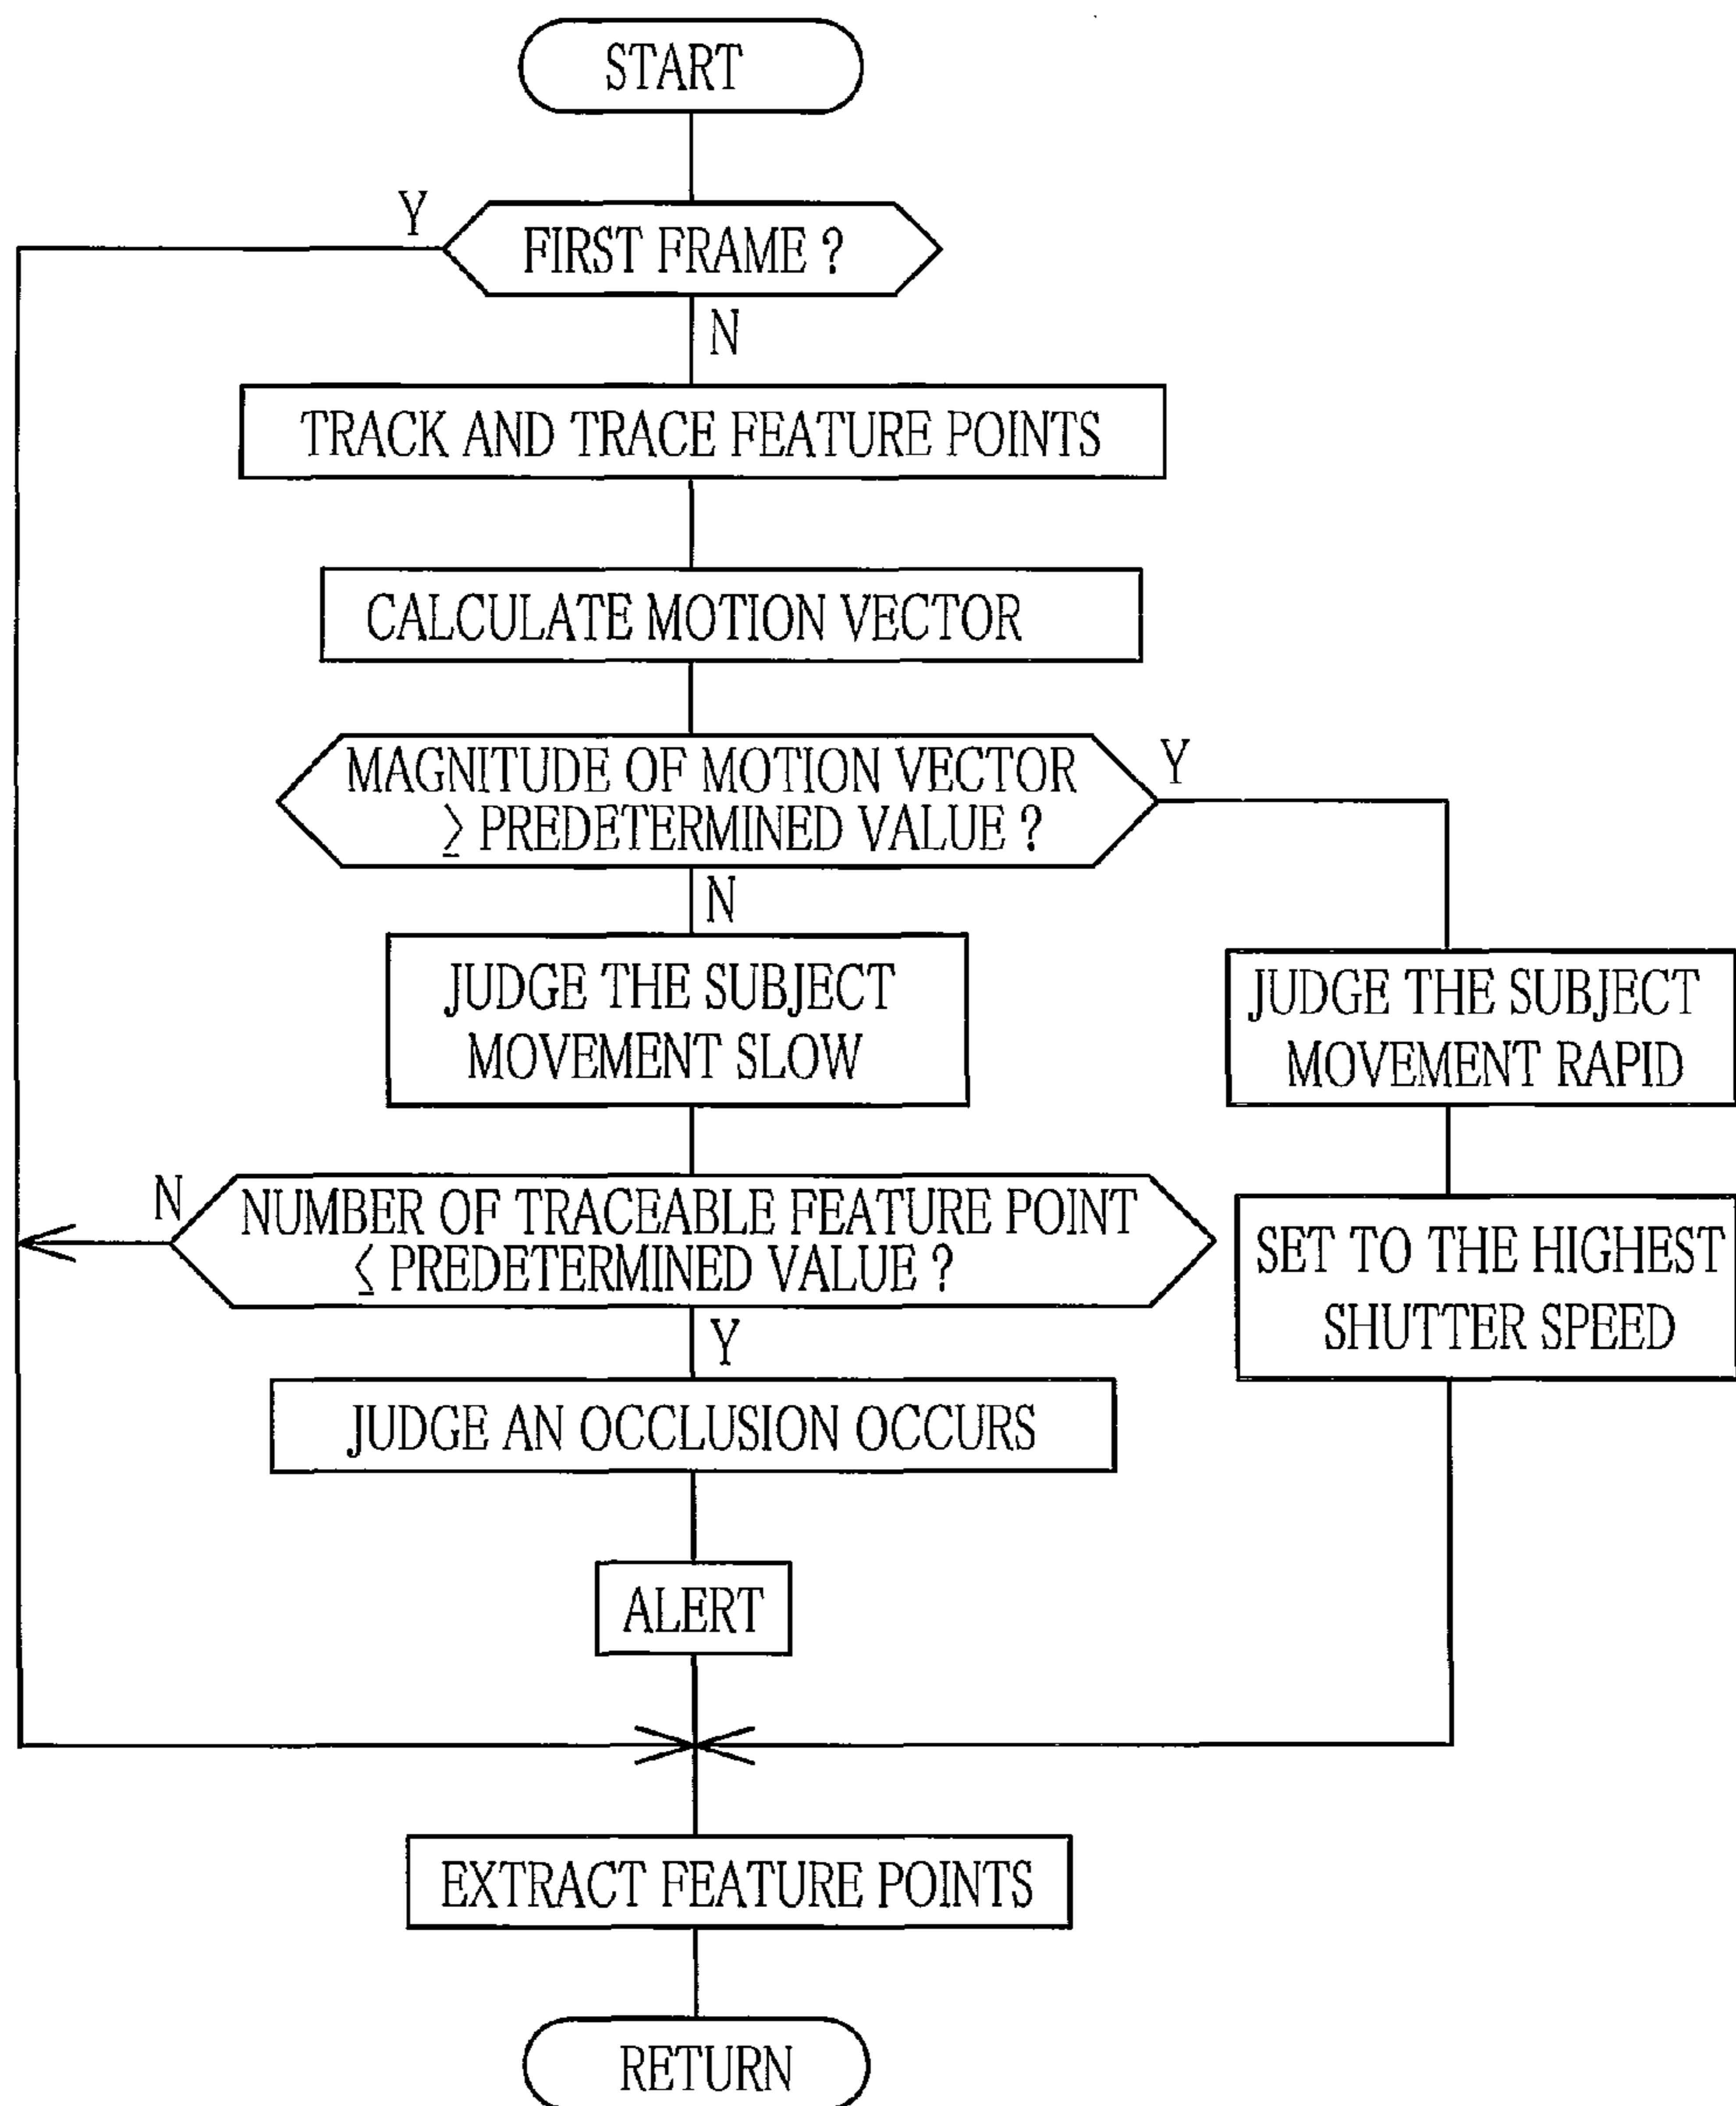 START
Y
FIRST FRAME ?
N
TRACK AND TRACE FEATURE POINTS
CALCULATE MOTION VECTOR
MAGNITUDE OF MOTION VECTOR
≥ PREDETERMINED VALUE ?
Y
N
JUDGE THE SUBJECT
MOVEMENT SLOW
JUDGE THE SUBJECT
MOVEMENT RAPID
N
NUMBER OF TRACEABLE FEATURE POINT
≤ PREDETERMINED VALUE ?
SET TO THE HIGHEST
SHUTTER SPEED
Y
JUDGE AN OCCLUSION OCCURS
ALERT
EXTRACT FEATURE POINTS
RETURN